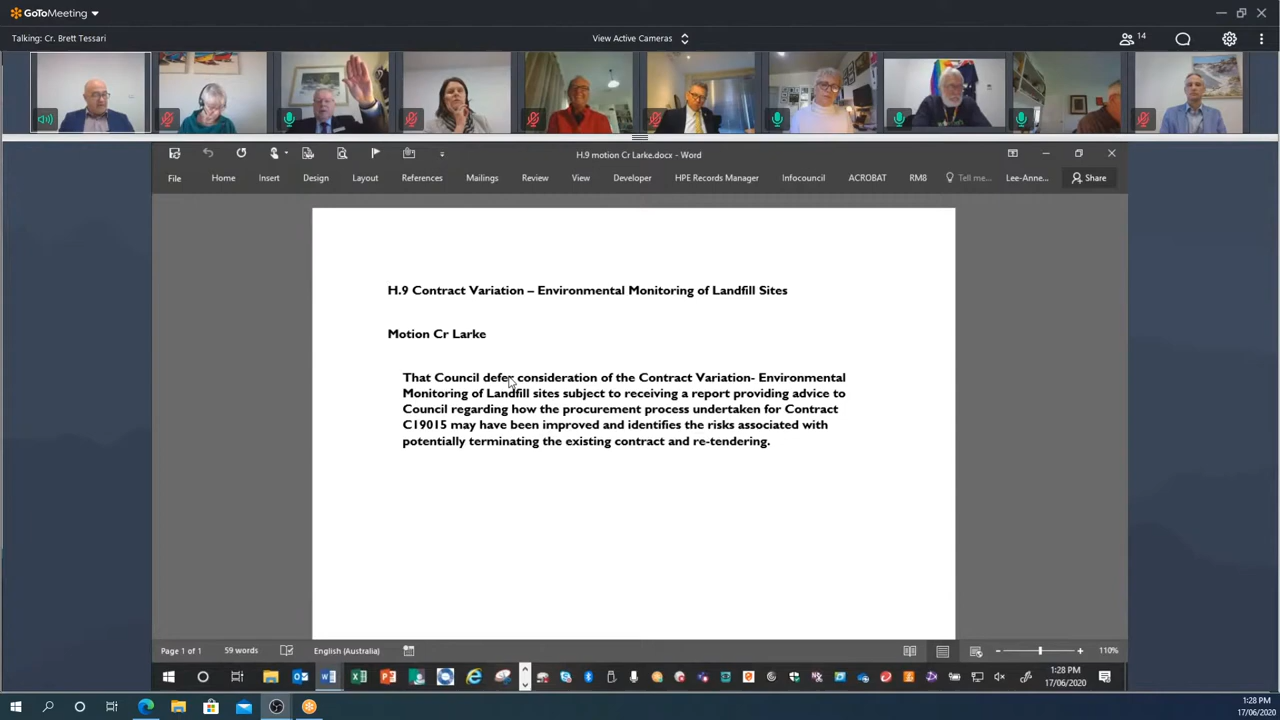 GoToMeeting
Talking: Cr. Brett Tessari
View Active Cameras
14
H.9 motion Cr Larke.docx - Word
File Home Insert Design Layout References Mailings Review View Developer HPE Records Manager Infocouncil ACROBAT RM8 Tell me... Lee-Anne... Share
H.9 Contract Variation – Environmental Monitoring of Landfill Sites
Motion Cr Larke
That Council defer consideration of the Contract Variation- Environmental
Monitoring of Landfill sites subject to receiving a report providing advice to
Council regarding how the procurement process undertaken for Contract
C19015 may have been improved and identifies the risks associated with
potentially terminating the existing contract and re-tendering.
Page 1 of 1 59 words English (Australia) 110%
1:28 PM
17/06/2020
1:28 PM
17/06/2020